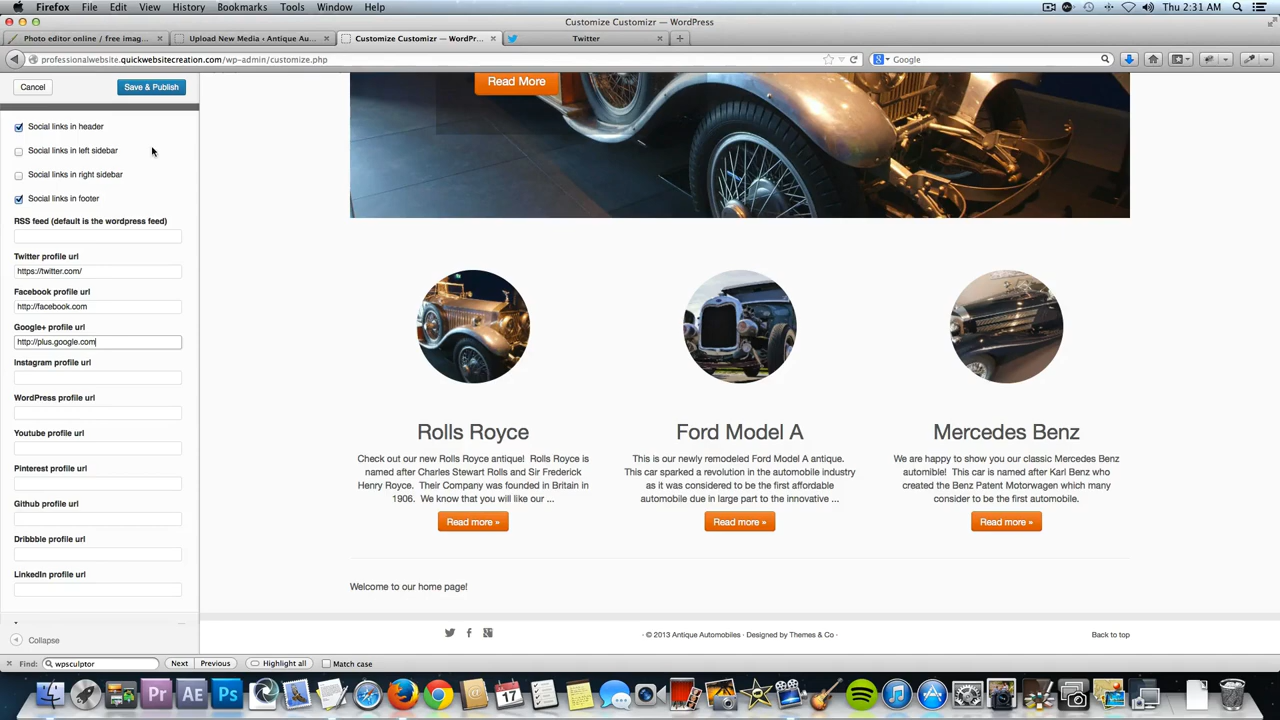 Firefox File Edit View History Bookmarks Tools Window Help Thu 2:31 AM
Customize Customizr — WordPress
Photo editor online / free imag... Upload New Media ‹ Antique Au... Customize Customizr — WordPr... Twitter
professionalwebsite.quickwebsitecreation.com/wp-admin/customize.php Google
Cancel Save & Publish
Social links in header
Social links in left sidebar
Social links in right sidebar
Social links in footer
RSS feed (default is the wordpress feed)
Twitter profile url
https://twitter.com/
Facebook profile url
http://facebook.com
Google+ profile url
http://plus.google.com
Instagram profile url
WordPress profile url
Youtube profile url
Pinterest profile url
Github profile url
Dribbble profile url
LinkedIn profile url
Collapse
Read More
Rolls Royce
Check out our new Rolls Royce antique! Rolls Royce is
named after Charles Stewart Rolls and Sir Frederick
Henry Royce. Their Company was founded in Britain in
1906. We know that you will like our ...
Read more »
Ford Model A
This is our newly remodeled Ford Model A antique.
This car sparked a revolution in the automobile industry
as it was considered to be the first affordable
automobile due in large part to the innovative ...
Read more »
Mercedes Benz
We are happy to show you our classic Mercedes Benz
automible! This car is named after Karl Benz who
created the Benz Patent Motorwagen which many
consider to be the first automobile.
Read more »
Welcome to our home page!
· © 2013 Antique Automobiles · Designed by Themes & Co · Back to top
Find: wpsculptor Next Previous Highlight all Match case
Pr Ae Ps 17